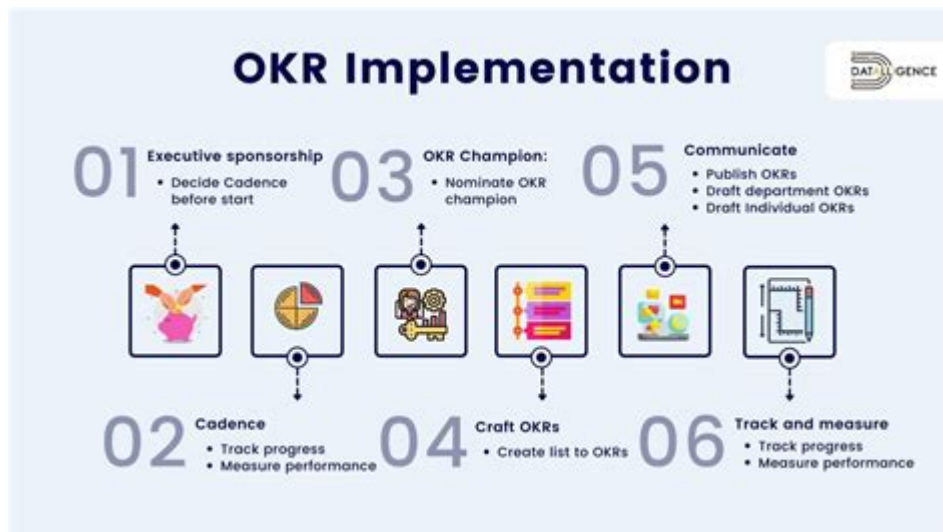 OKR Implementation
DATALLIGENCE
01
Executive sponsorship
• Decide Cadence
before start
03
OKR Champion:
• Nominate OKR
champion
05
Communicate
• Publish OKRs
• Draft department OKRs
• Draft Individual OKRs
02
Cadence
• Track progress
• Measure performance
04
Craft OKRs
• Create list to OKRs
06
Track and measure
• Track progress
• Measure performance